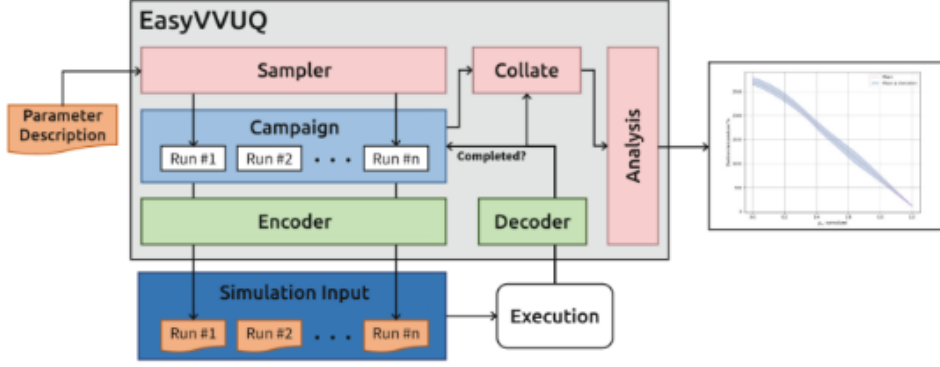 EasyVVUQ
Sampler
Collate
Parameter
Description
Campaign
Run #1 Run #2 . . . Run #n
Completed?
Analysis
Encoder
Decoder
Simulation Input
Run #1 Run #2 . . . Run #n
Execution